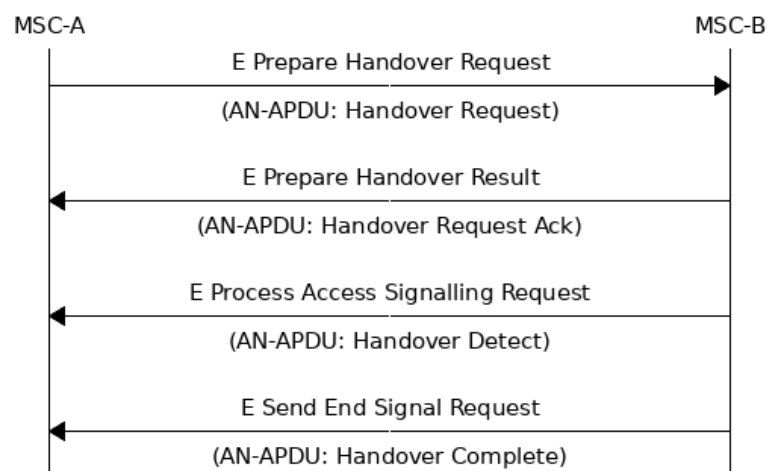 MSC-A MSC-B
E Prepare Handover Request
(AN-APDU: Handover Request)
E Prepare Handover Result
(AN-APDU: Handover Request Ack)
E Process Access Signalling Request
(AN-APDU: Handover Detect)
E Send End Signal Request
(AN-APDU: Handover Complete)